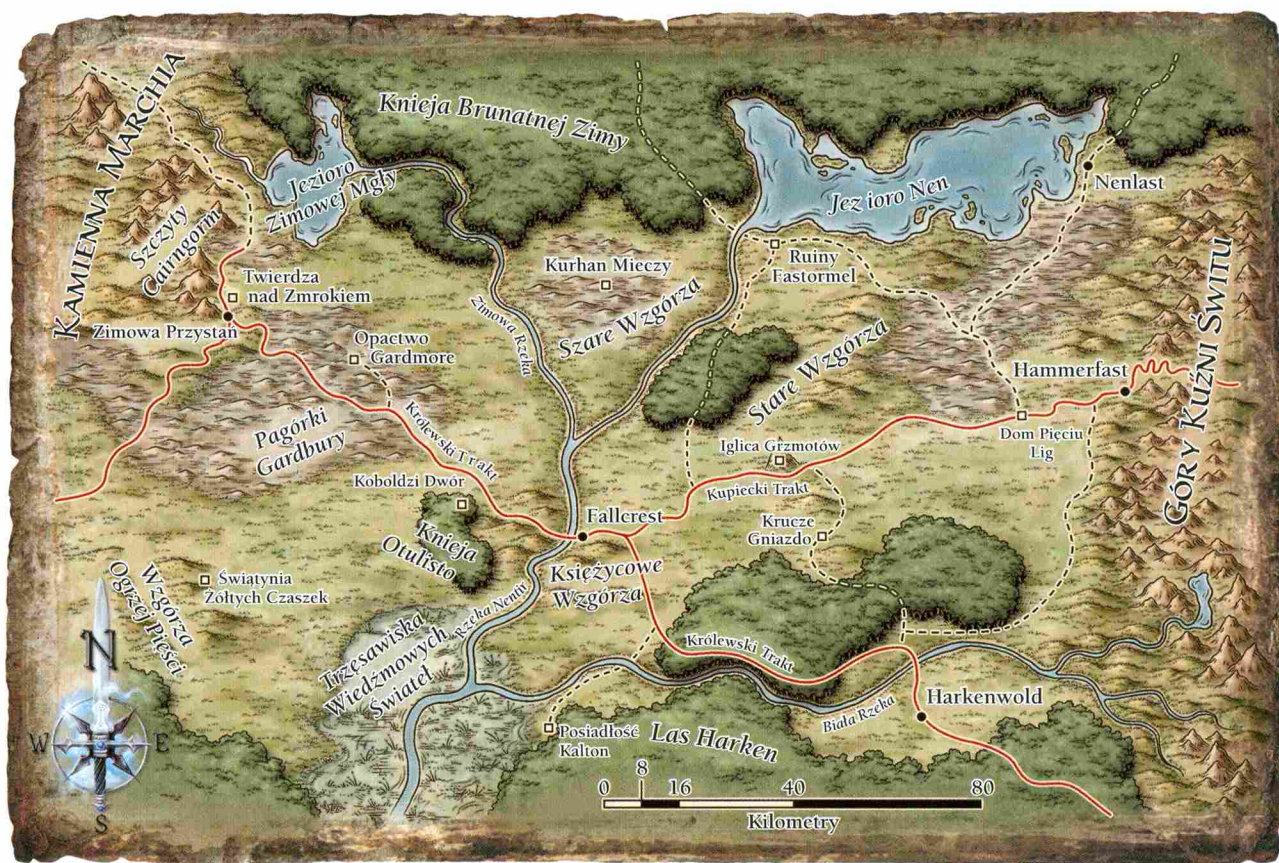 KAMIENNA MARCHIA
Knieja Brunatnej Zimy
Jezioro
Zimowej Mgły
Jezioro Nen
Nenlast
Szczyty
Cairngorm
Twierdza
nad Zmrokiem
Zimowa Przystań
Kurhan Mieczy
Ruiny
Fastormel
Zimowa Rzeka
Szare Wzgórza
Opactwo
Gardmore
Stare Wzgórza
Hammerfast
GÓRY KUŹNI ŚWITU
Pagórki
Gardbury
Królewski Trakt
Dom Pięciu
Lig
Iglica Grzmotów
Kupiecki Trakt
Koboldzi Dwór
Fallcrest
Krucze
Gniazdo
Knieja
Otulisto
Księżycowe
Wzgórza
Świątynia
Żółtych Czaszek
Wzgórza
Ogrzej Pięści
Rzeka Nentir
Trzęsawiska
Wiedźmowych
Świateł
Królewski Trakt
Harkenwold
Biała Rzeka
Posiadłość
Kalton
Las Harken
N
W E
S
0 8 16 40 80
Kilometry